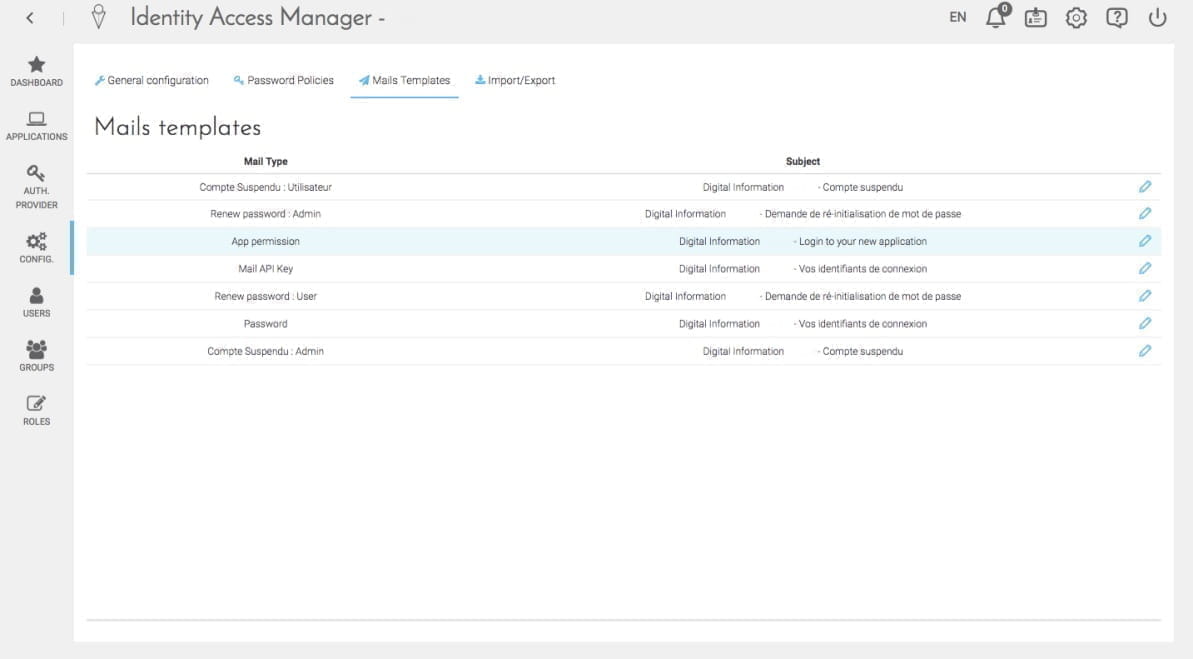 Identity Access Manager -
EN
0
DASHBOARD
APPLICATIONS
AUTH.
PROVIDER
CONFIG.
USERS
GROUPS
ROLES
General configuration Password Policies Mails Templates Import/Export
Mails templates
Mail Type Subject
Compte Suspendu : Utilisateur Digital Information - Compte suspendu
Renew password : Admin Digital Information - Demande de ré-initialisation de mot de passe
App permission Digital Information - Login to your new application
Mail API Key Digital Information - Vos identifiants de connexion
Renew password : User Digital Information - Demande de ré-initialisation de mot de passe
Password Digital Information - Vos identifiants de connexion
Compte Suspendu : Admin Digital Information - Compte suspendu